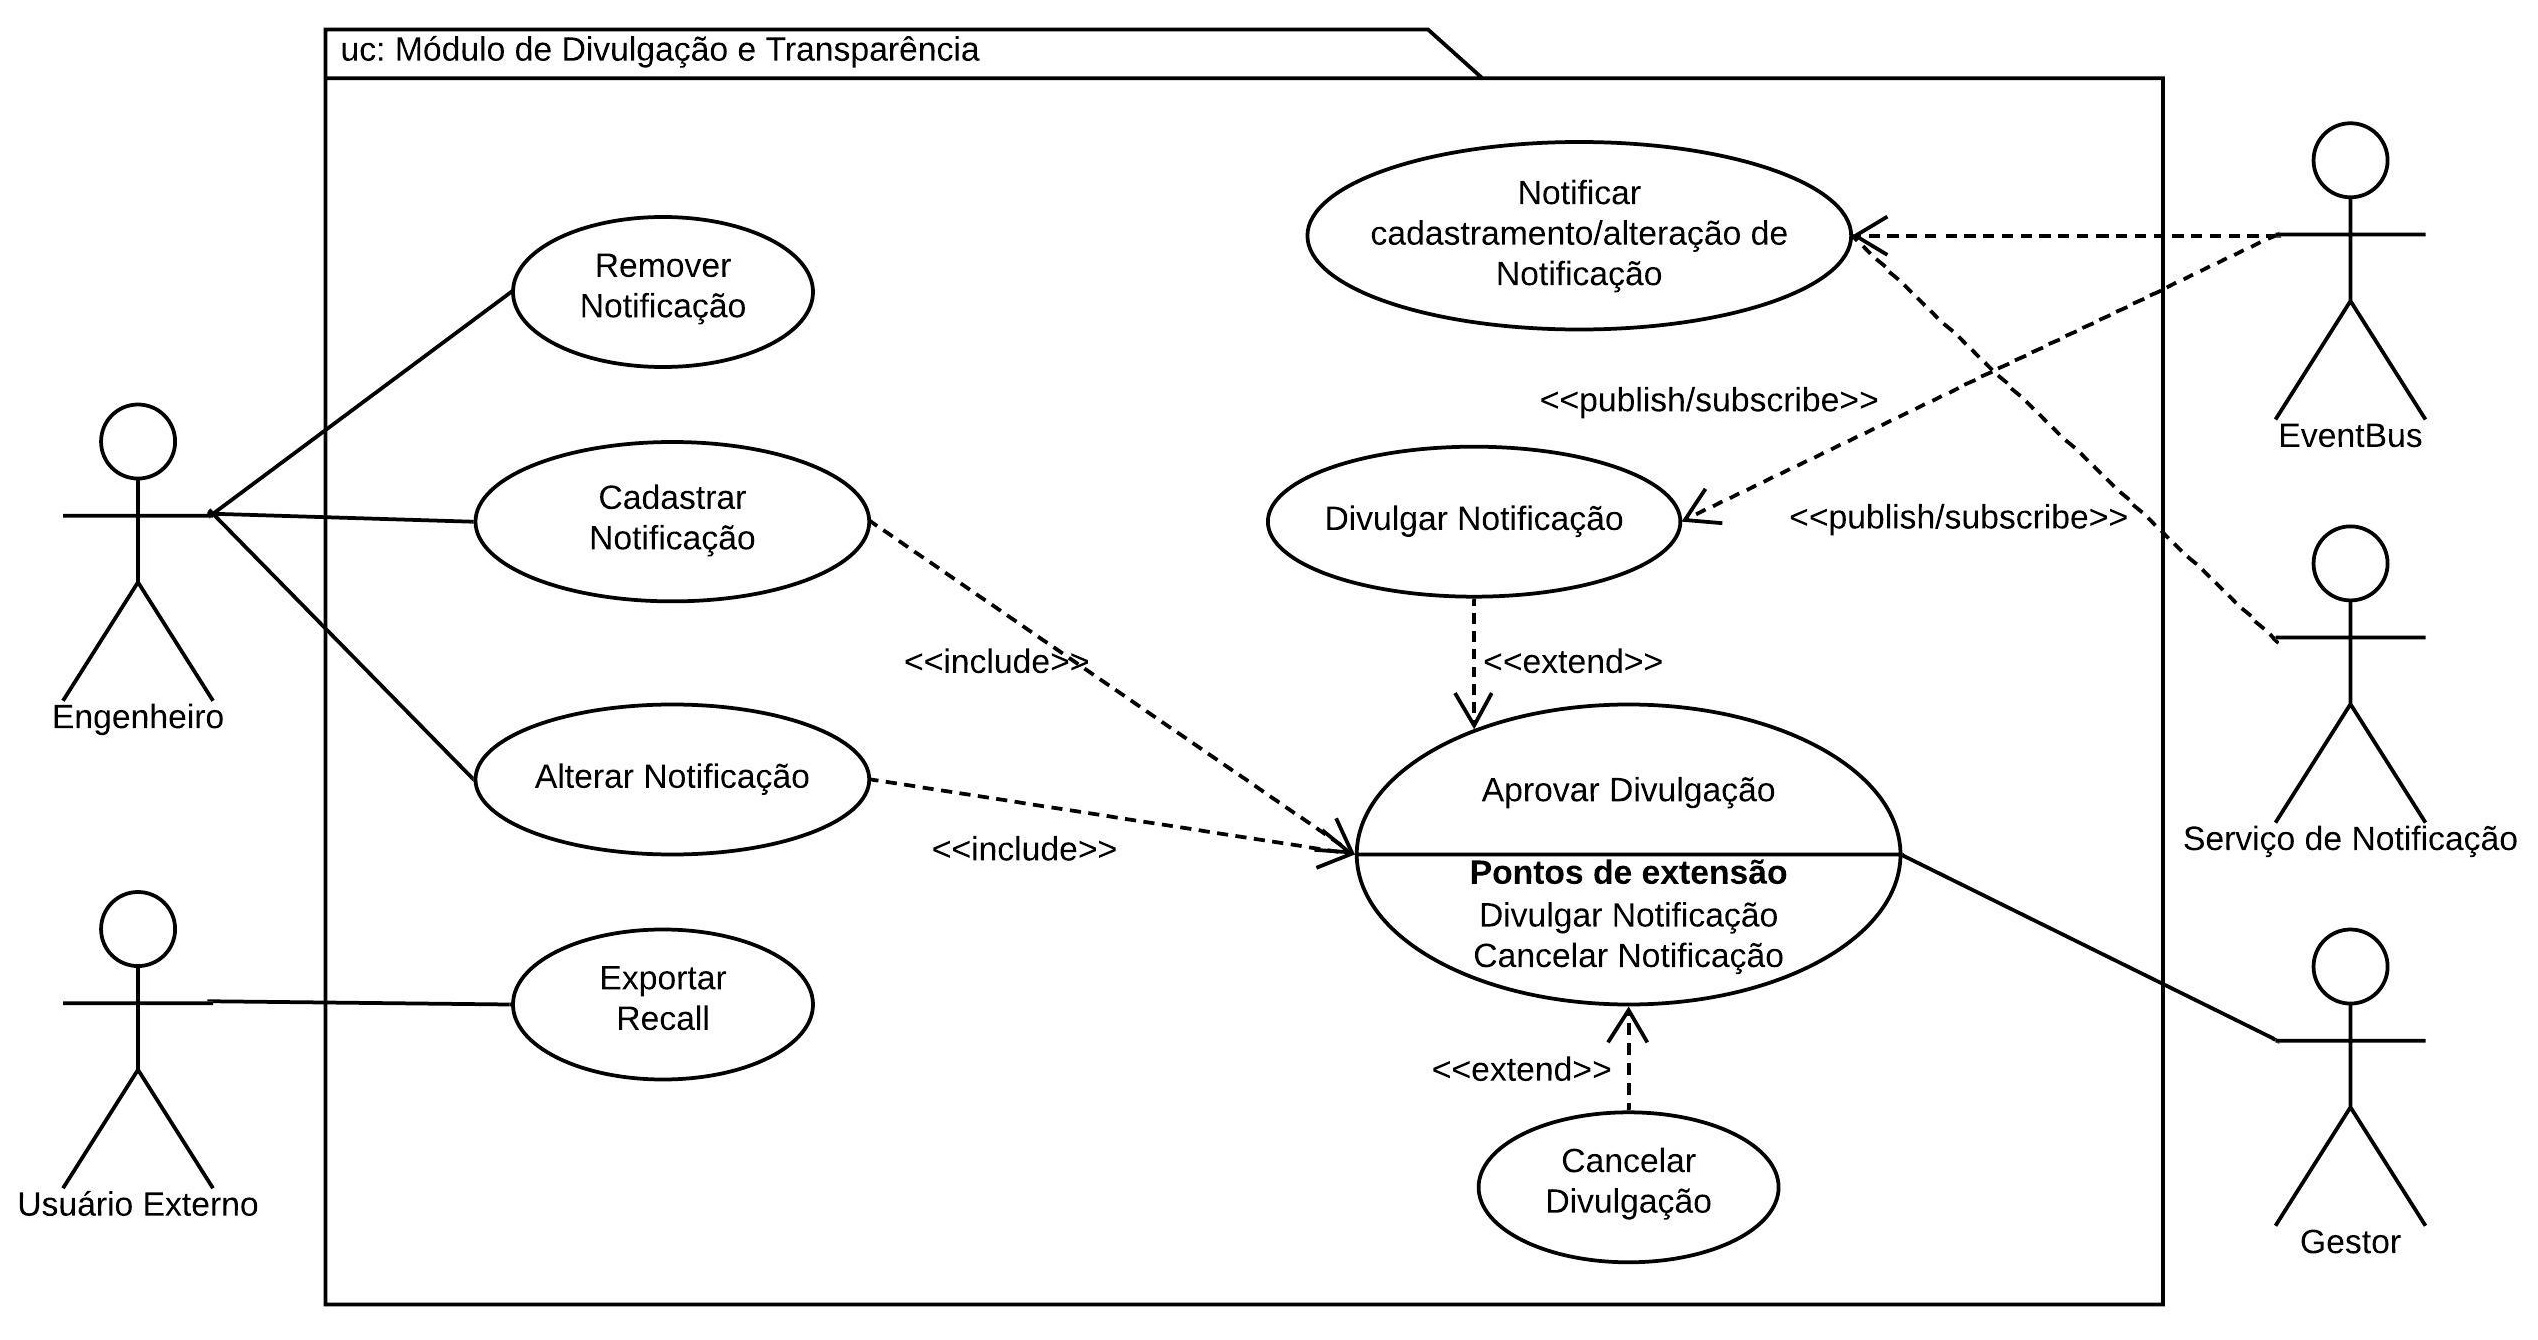 uc: Módulo de Divulgação e Transparência
Notificar
cadastramento/alteração de
Notificação
Remover
Notificação
<<publish/subscribe>>
EventBus
Cadastrar
Notificação
Divulgar Notificação
<<publish/subscribe>>
<<include>>
<<extend>>
Engenheiro
Alterar Notificação
Aprovar Divulgação
Serviço de Notificação
<<include>>
Pontos de extensão
Divulgar Notificação
Cancelar Notificação
Exportar
Recall
<<extend>>
Cancelar
Divulgação
Usuário Externo
Gestor